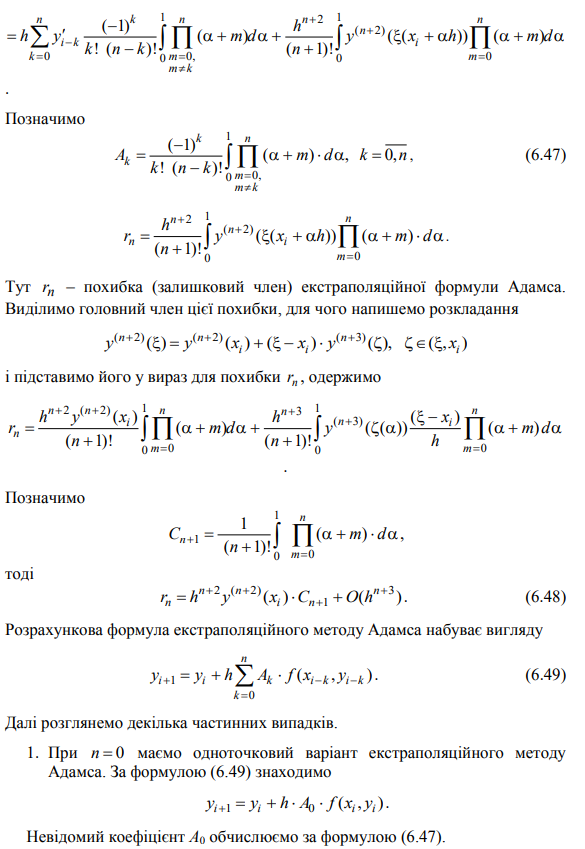 $$= h\sum_{k=0}^{n} y'_{i-k} \frac{(-1)^k}{k!\,(n-k)!} \int_0^1 \prod_{\substack{m=0,\\ m\neq k}}^{n} (\alpha+m)d\alpha + \frac{h^{n+2}}{(n+1)!} \int_0^1 y^{(n+2)}(\xi(x_i+\alpha h)) \prod_{m=0}^{n} (\alpha+m)d\alpha$$
.
Позначимо
$$A_k = \frac{(-1)^k}{k!\,(n-k)!} \int_0^1 \prod_{\substack{m=0,\\ m\neq k}}^{n} (\alpha+m)\cdot d\alpha,\ k=\overline{0,n}\,, \quad (6.47)$$
$$r_n = \frac{h^{n+2}}{(n+1)!} \int_0^1 y^{(n+2)}(\xi(x_i+\alpha h)) \prod_{m=0}^{n} (\alpha+m)\cdot d\alpha\,.$$
Тут $r_n$ – похибка (залишковий член) екстраполяційної формули Адамса.
Виділимо головний член цієї похибки, для чого напишемо розкладання
$$y^{(n+2)}(\xi) = y^{(n+2)}(x_i) + (\xi-x_i)\cdot y^{(n+3)}(\zeta),\ \zeta\in(\xi,x_i)$$
і підставимо його у вираз для похибки $r_n$, одержимо
$$r_n = \frac{h^{n+2}y^{(n+2)}(x_i)}{(n+1)!} \int_0^1 \prod_{m=0}^{n} (\alpha+m)d\alpha + \frac{h^{n+3}}{(n+1)!} \int_0^1 y^{(n+3)}(\zeta(\alpha)) \frac{(\xi-x_i)}{h} \prod_{m=0}^{n} (\alpha+m)d\alpha$$
.
Позначимо
$$C_{n+1} = \frac{1}{(n+1)!} \int_0^1 \prod_{m=0}^{n} (\alpha+m)\cdot d\alpha\,,$$
тоді
$$r_n = h^{n+2}y^{(n+2)}(x_i)\cdot C_{n+1} + O(h^{n+3})\,. \quad (6.48)$$
Розрахункова формула екстраполяційного методу Адамса набуває вигляду
$$y_{i+1} = y_i + h\sum_{k=0}^{n} A_k\cdot f(x_{i-k},y_{i-k})\,. \quad (6.49)$$
Далі розглянемо декілька частинних випадків.
1. При $n=0$ маємо одноточковий варіант екстраполяційного методу
Адамса. За формулою (6.49) знаходимо
$$y_{i+1} = y_i + h\cdot A_0\cdot f(x_i,y_i)\,.$$
Невідомий коефіцієнт $A_0$ обчислюємо за формулою (6.47).